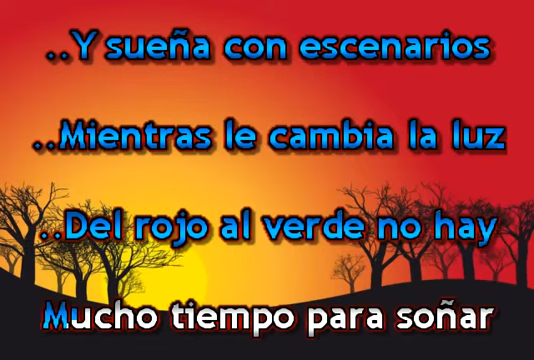 ..Y sueña con escenarios
..Mientras le cambia la luz
..Del rojo al verde no hay
Mucho tiempo para soñar